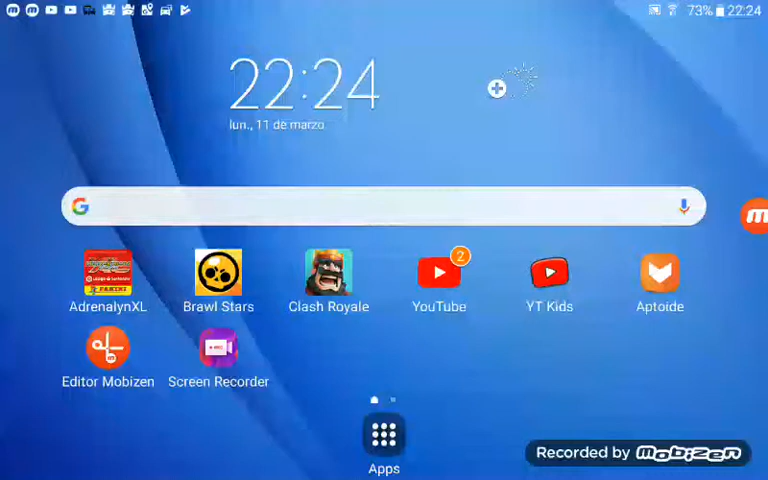 73% 22:24
22:24
lun., 11 de marzo
2
AdrenalynXL
Brawl Stars
Clash Royale
YouTube
YT Kids
Aptoide
Editor Mobizen
Screen Recorder
Apps
Recorded by mobizen